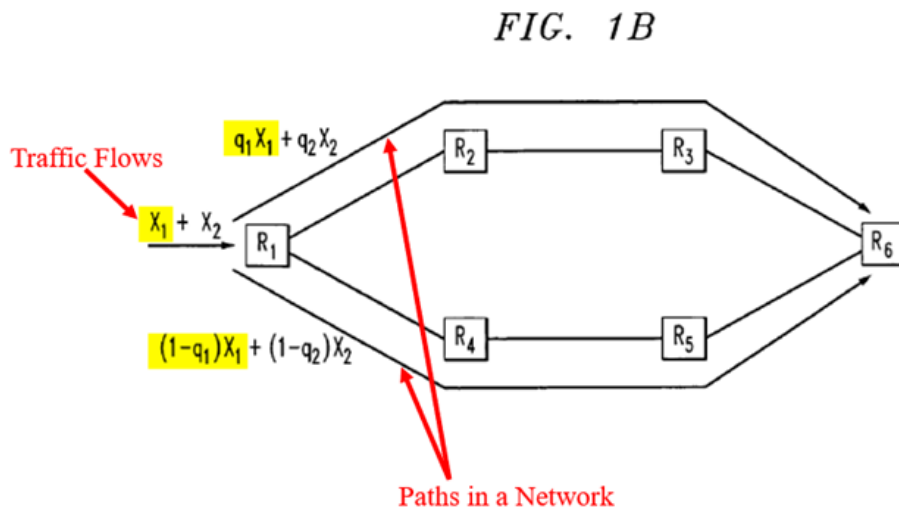 FIG. 1B
q₁X₁ + q₂X₂
Traffic Flows
R₂
R₃
X₁ + X₂
R₁
R₆
(1-q₁)X₁ + (1-q₂)X₂
R₄
R₅
Paths in a Network